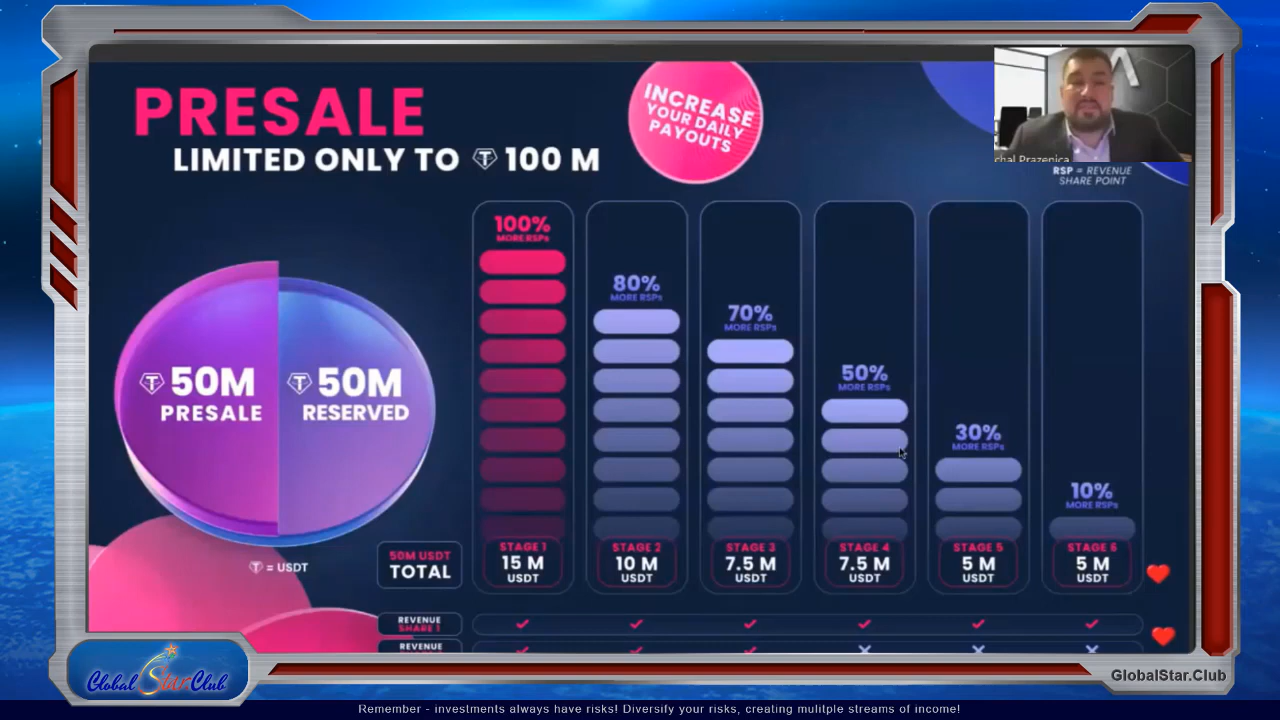 PRESALE
LIMITED ONLY TO 100 M
INCREASE
YOUR DAILY
PAYOUTS
chal Prazenica
RSP = REVENUE
SHARE POINT
100%
MORE RSPs
80%
MORE RSPs
70%
MORE RSPs
50%
MORE RSPs
30%
MORE RSPs
10%
MORE RSPs
50M
PRESALE
50M
RESERVED
T = USDT
50M USDT
TOTAL
STAGE 1
15 M
USDT
STAGE 2
10 M
USDT
STAGE 3
7.5 M
USDT
STAGE 4
7.5 M
USDT
STAGE 5
5 M
USDT
STAGE 6
5 M
USDT
REVENUE
SHARE 1
REVENUE
Global Star Club
GlobalStar.Club
Remember - investments always have risks! Diversify your risks, creating mulitple streams of income!